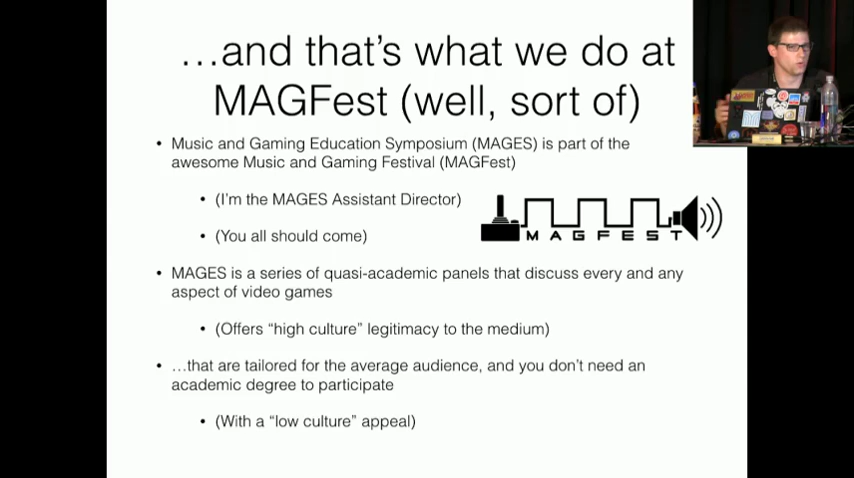 …and that’s what we do at
MAGFest (well, sort of)
• Music and Gaming Education Symposium (MAGES) is part of the
awesome Music and Gaming Festival (MAGFest)
• (I’m the MAGES Assistant Director)
• (You all should come)
MAGFEST
• MAGES is a series of quasi-academic panels that discuss every and any
aspect of video games
• (Offers “high culture” legitimacy to the medium)
• …that are tailored for the average audience, and you don’t need an
academic degree to participate
• (With a “low culture” appeal)